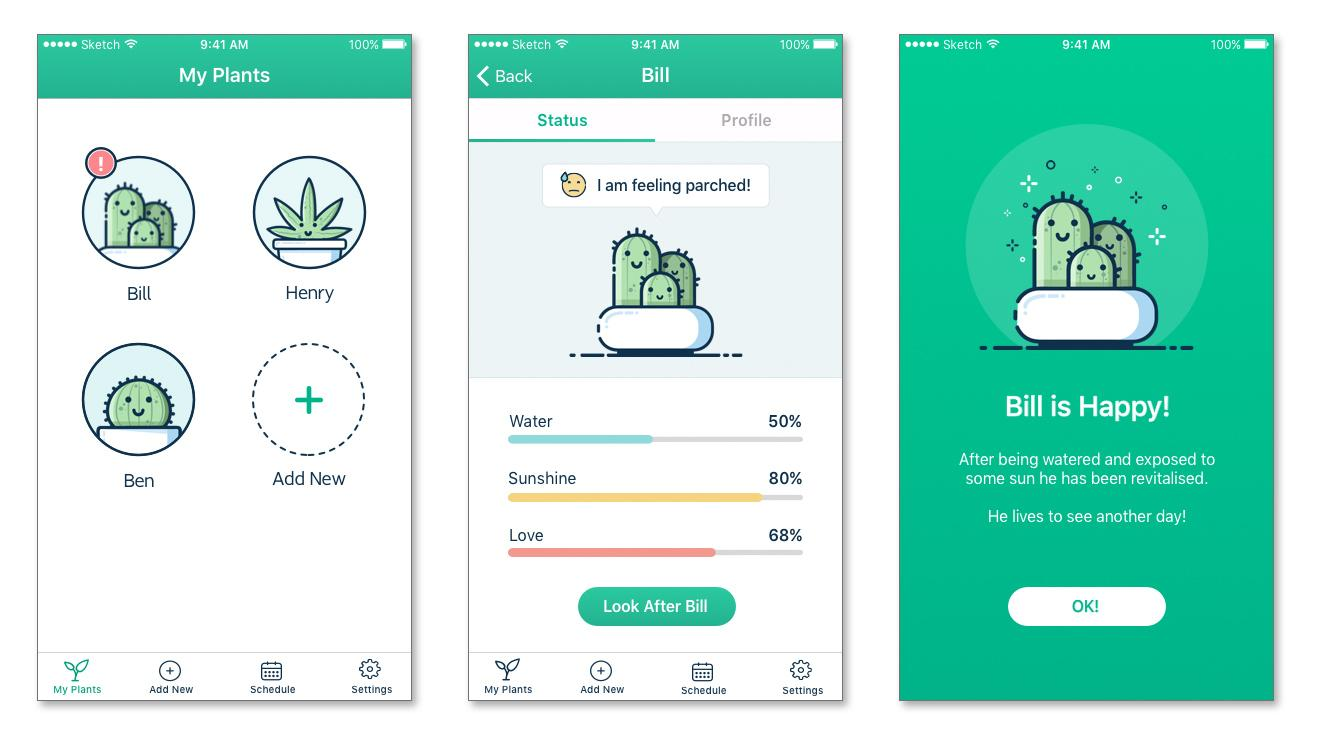 Sketch 9:41 AM 100%
My Plants
!
Bill Henry
Ben Add New
My Plants Add New Schedule Settings
Sketch 9:41 AM 100%
Back Bill
Status Profile
I am feeling parched!
Water 50%
Sunshine 80%
Love 68%
Look After Bill
My Plants Add New Schedule Settings
Sketch 9:41 AM 100%
Bill is Happy!
After being watered and exposed to
some sun he has been revitalised.
He lives to see another day!
OK!